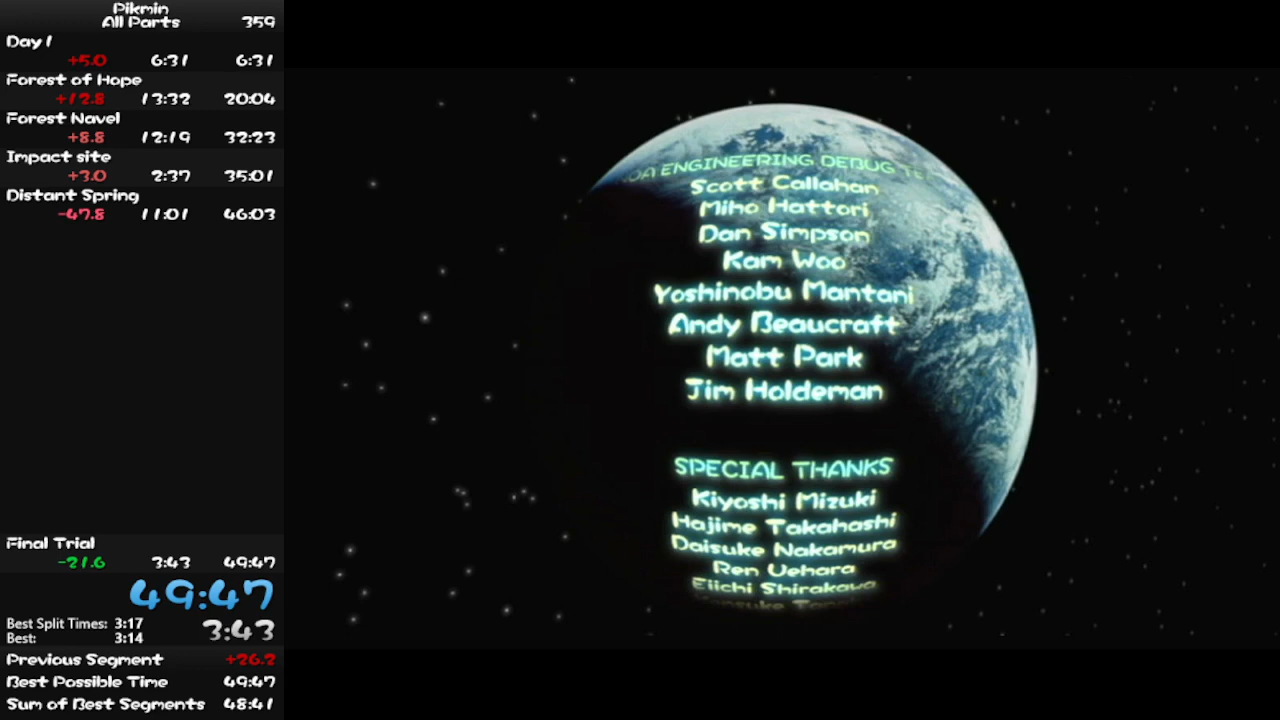 Pikmin
All Parts 359
Day 1
+5.0 6:31 6:31
Forest of Hope
+12.8 13:32 20:04
Forest Navel
+8.8 12:19 32:23
Impact site
+3.0 2:37 35:01
Distant Spring
-47.8 11:01 46:03
Final Trial
-21.6 3:43 49:47
49:47
Best Split Times: 3:17
Best: 3:14
3:43
Previous Segment +26.2
Best Possible Time 49:47
Sum of Best Segments 48:41
ENGINEERING DEBUG
Scott Callahan
Miho Hattori
Dan Simpson
Kam Woo
Yoshinobu Mantani
Andy Beaucraft
Matt Park
Jim Holdeman
SPECIAL THANKS
Kiyoshi Mizuki
Hajime Takahashi
Daisuke Nakamura
Ren Uehara
Eiichi Shirakawa